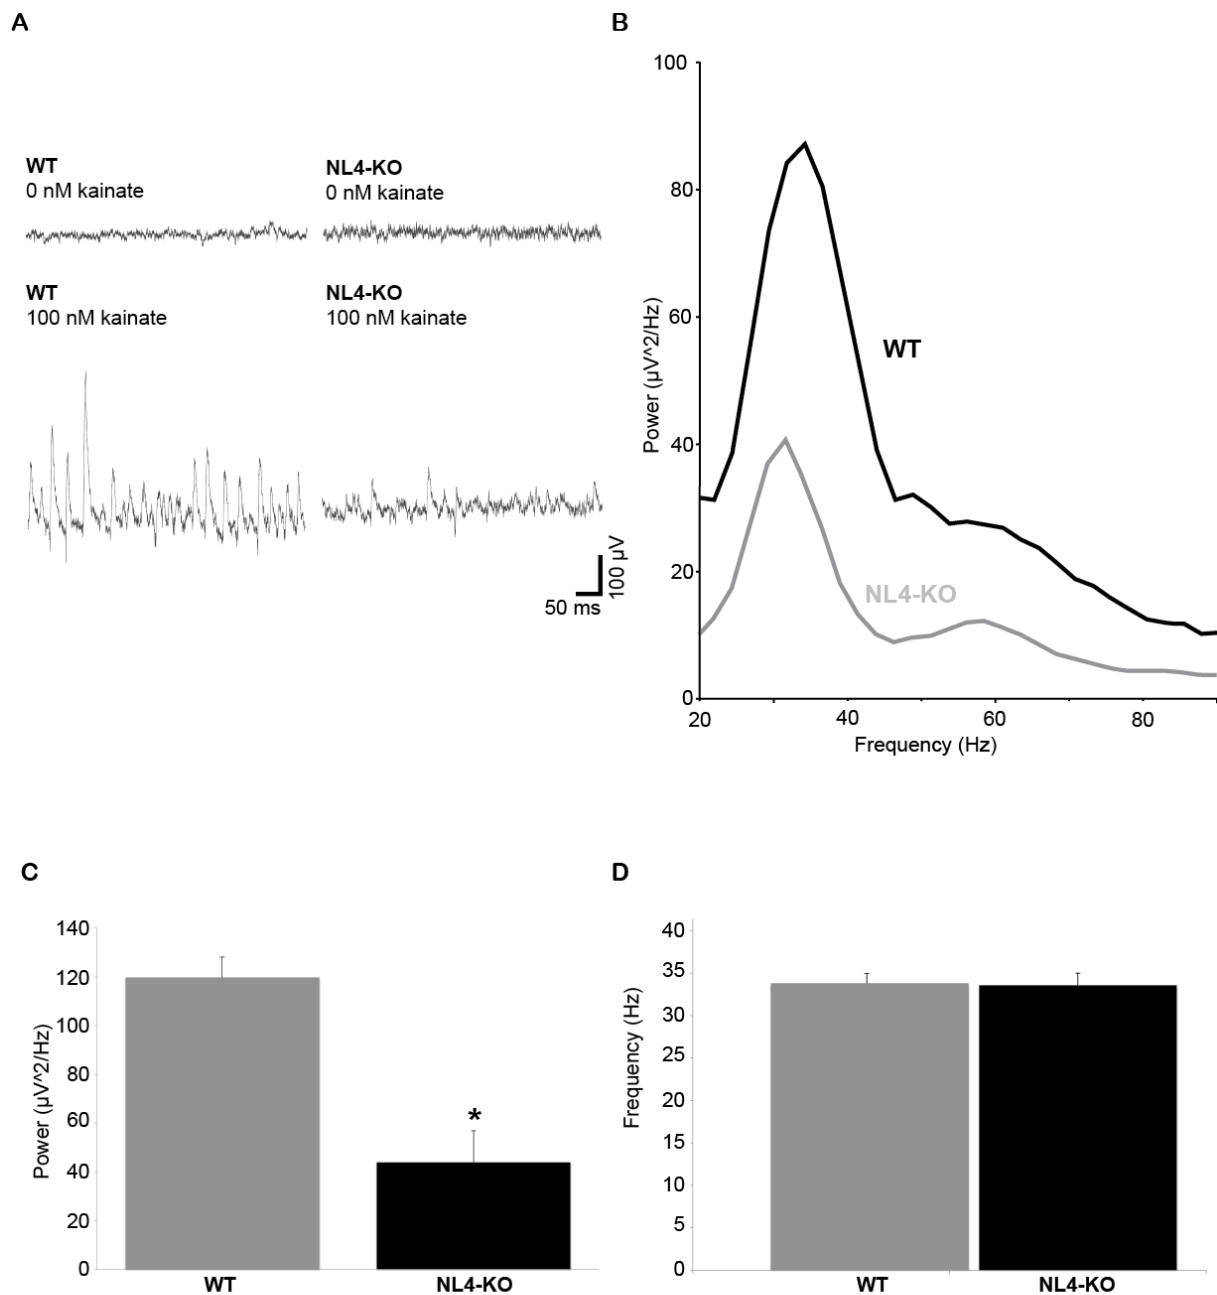 A
WT
0 nM kainate
NL4-KO
0 nM kainate
WT
100 nM kainate
NL4-KO
100 nM kainate
100 µV
50 ms
B
100
80
60
40
20
0
Power (µV^2/Hz)
WT
NL4-KO
20
40
60
80
Frequency (Hz)
C
140
120
100
80
60
40
20
0
Power (µV^2/Hz)
*
WT
NL4-KO
D
40
35
30
25
20
15
10
5
0
Frequency (Hz)
WT
NL4-KO